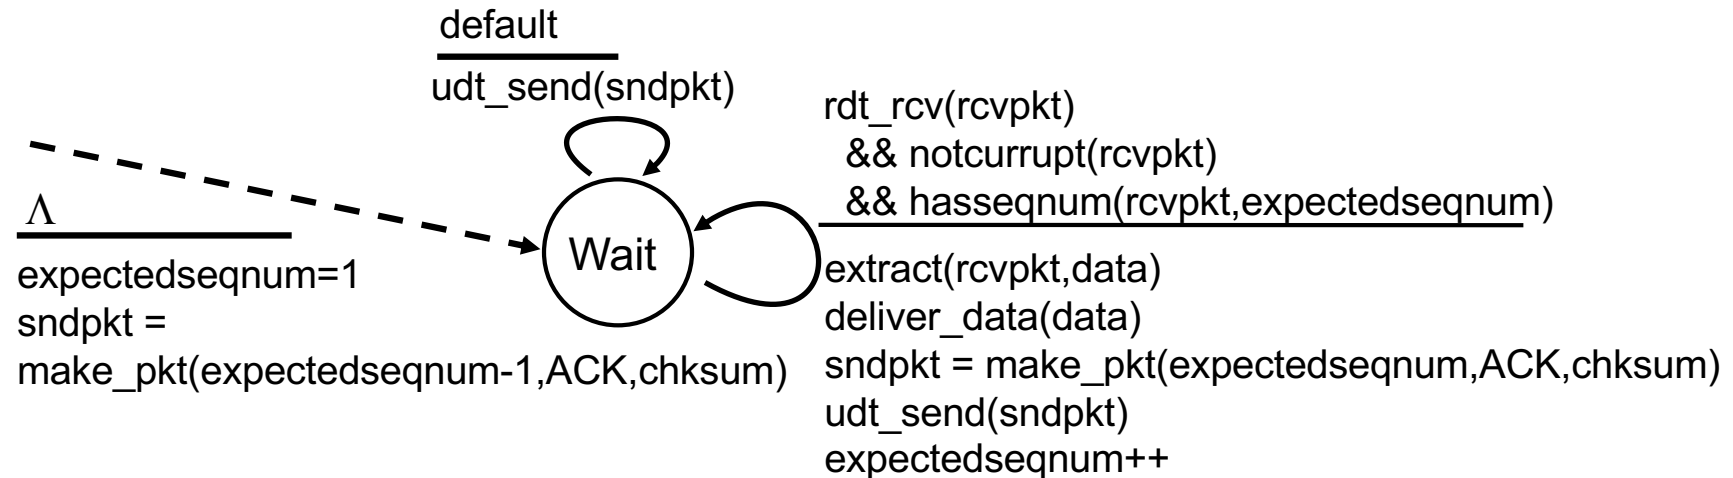 default
udt_send(sndpkt)
rdt_rcv(rcvpkt)
&& notcurrupt(rcvpkt)
&& hasseqnum(rcvpkt,expectedseqnum)
Λ
Wait
expectedseqnum=1
sndpkt =
make_pkt(expectedseqnum-1,ACK,chksum)
extract(rcvpkt,data)
deliver_data(data)
sndpkt = make_pkt(expectedseqnum,ACK,chksum)
udt_send(sndpkt)
expectedseqnum++